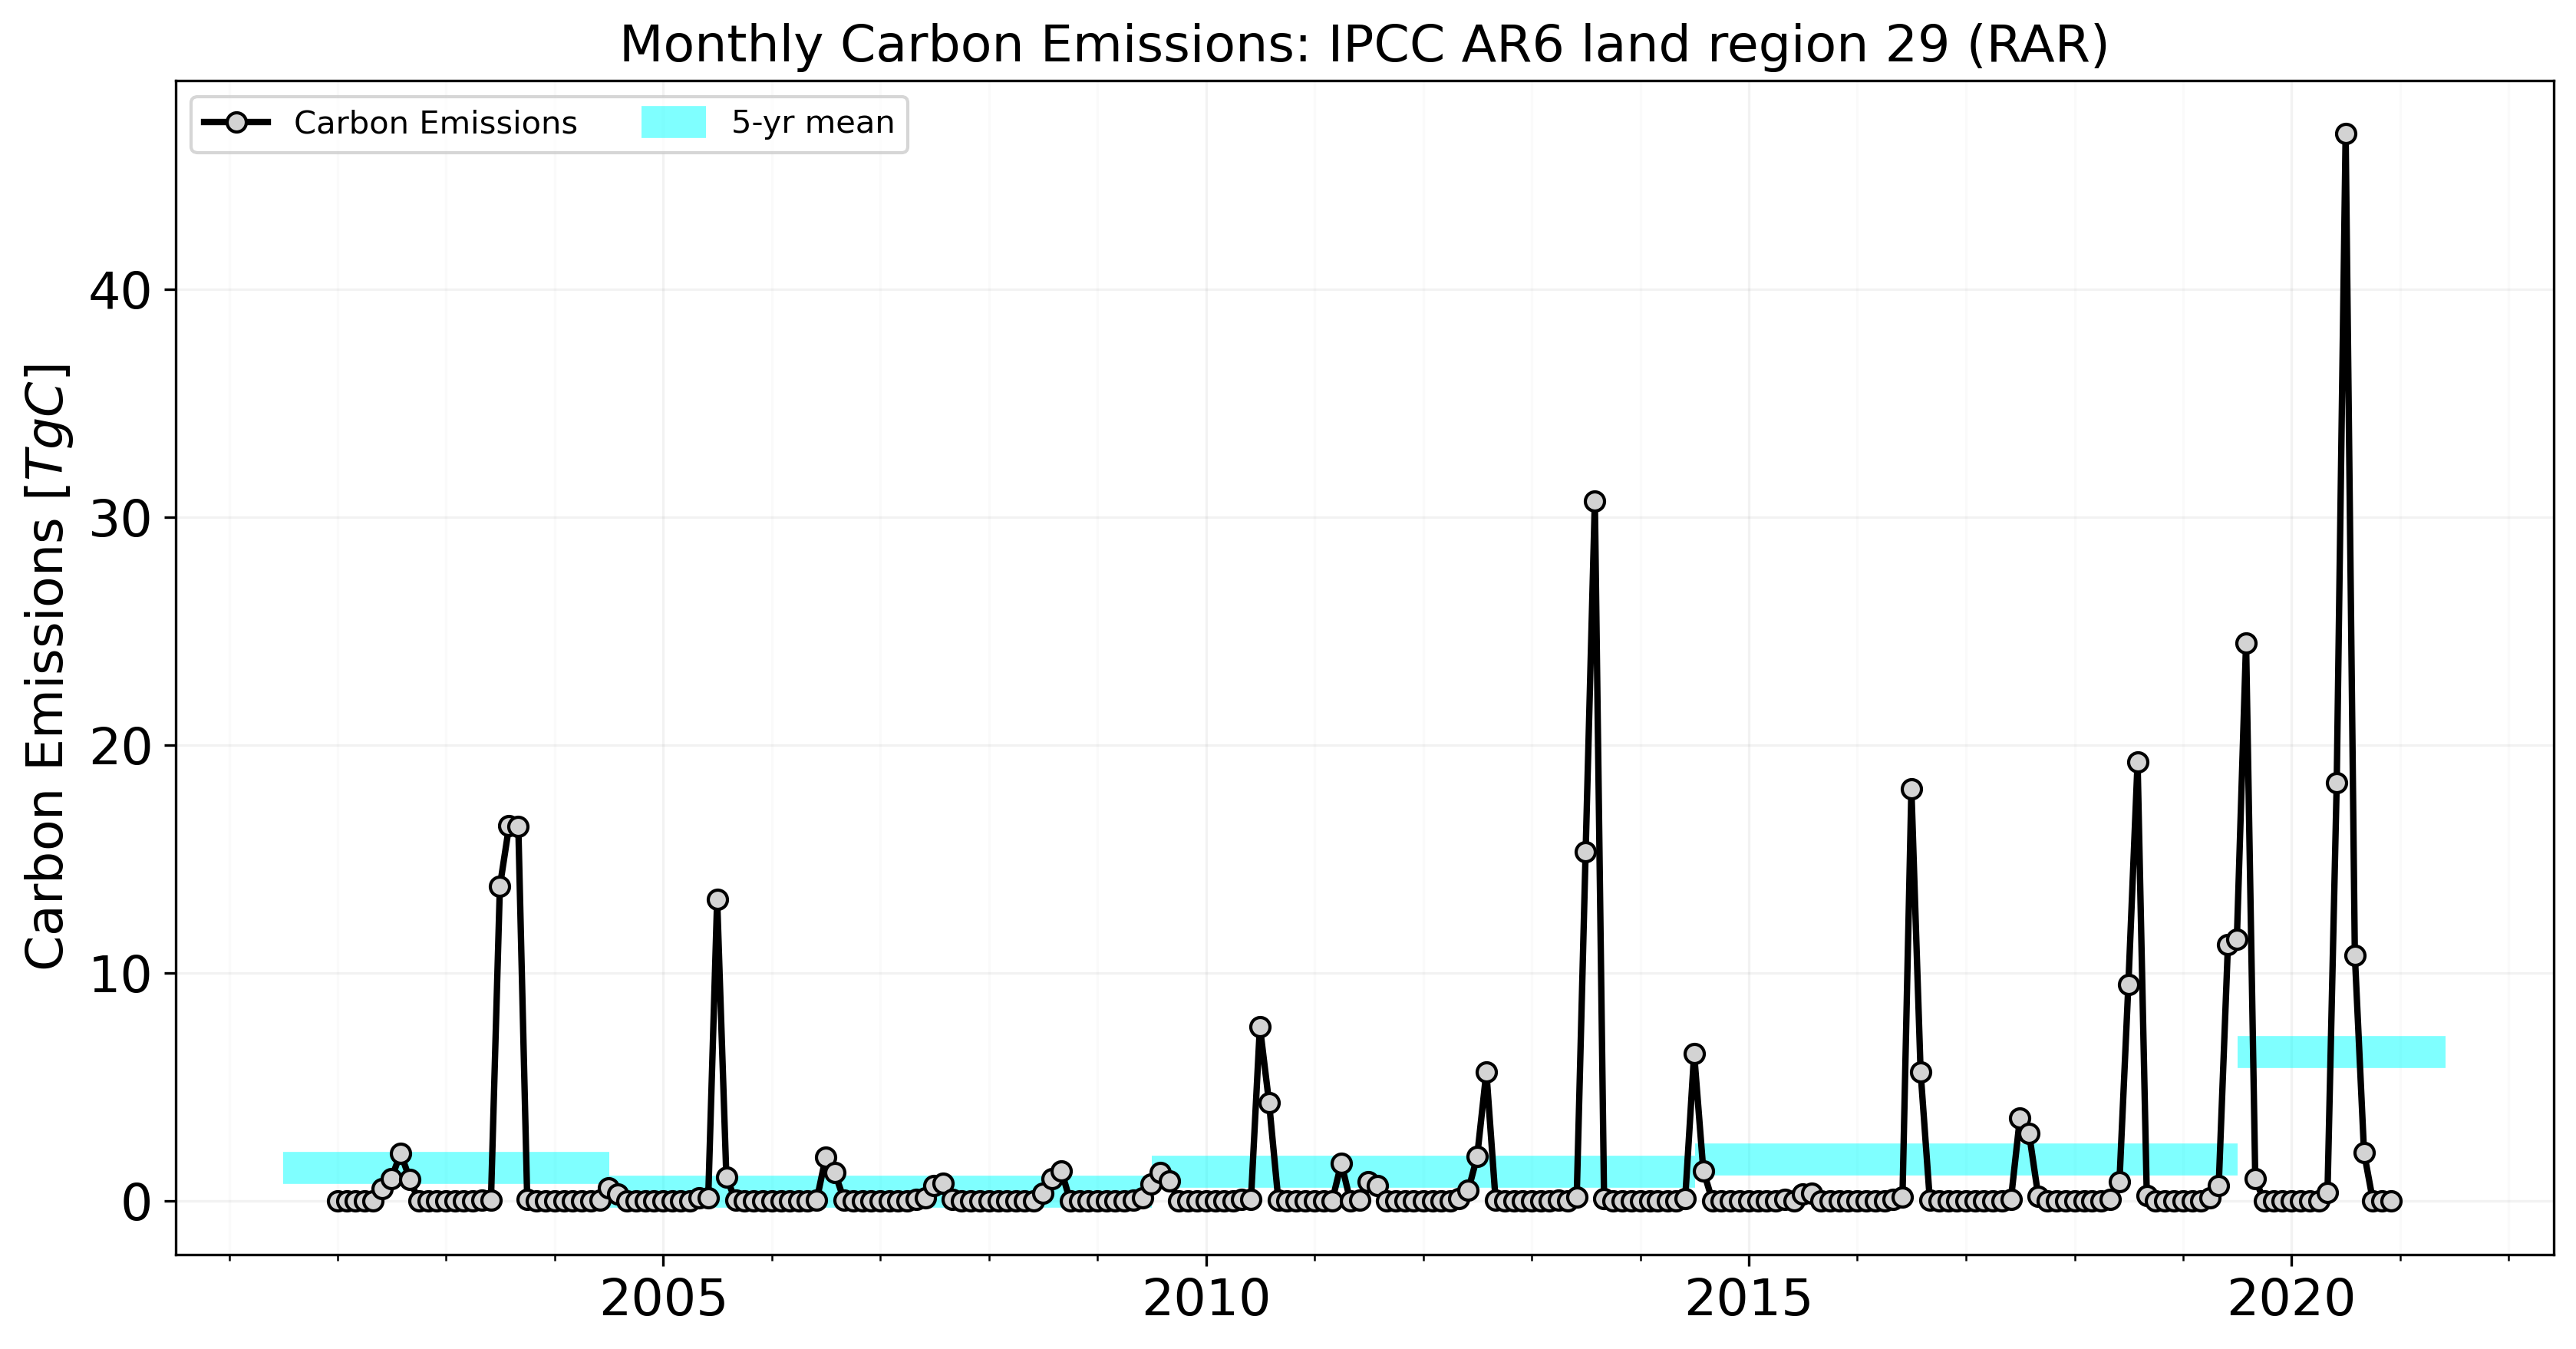 Monthly Carbon Emissions: IPCC AR6 land region 29 (RAR)
Carbon Emissions 5-yr mean
Carbon Emissions [TgC]
40
30
20
10
0
2005 2010 2015 2020